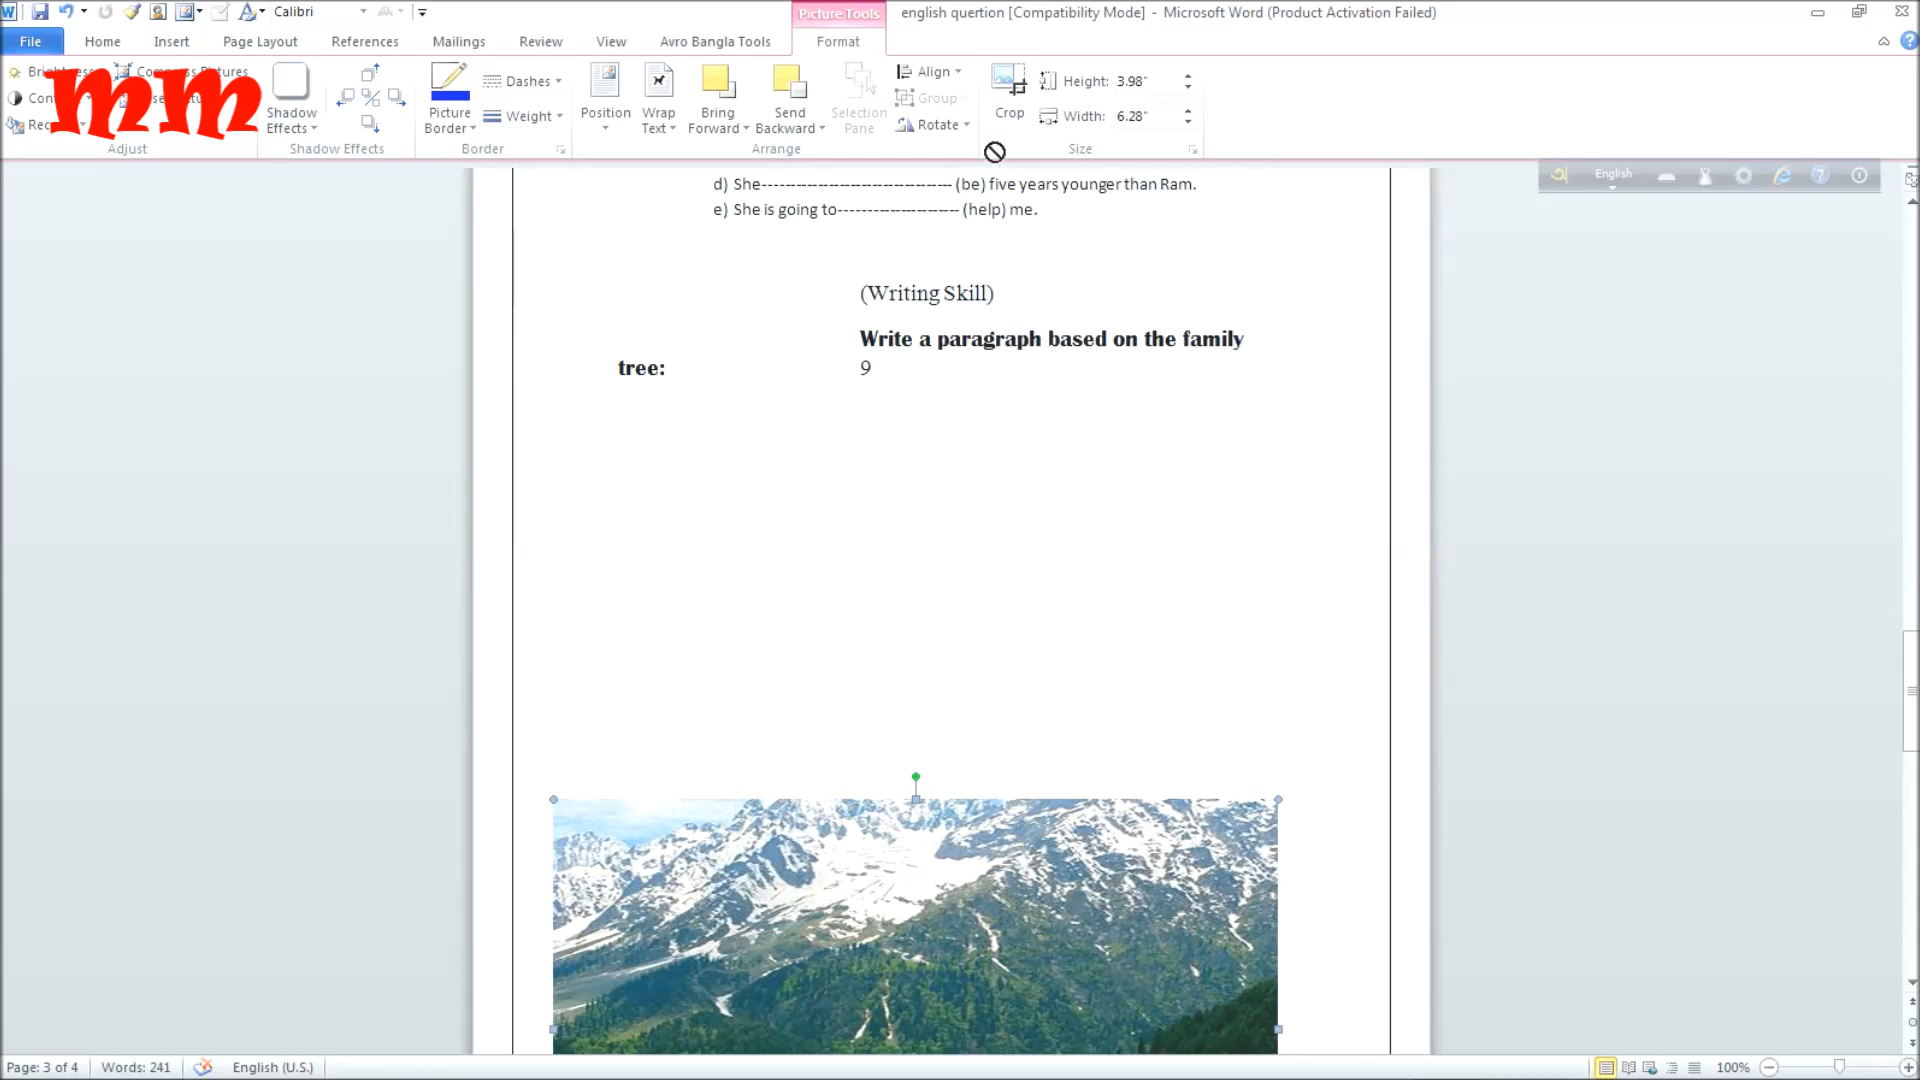 Calibri
Picture Tools
english quertion [Compatibility Mode] - Microsoft Word (Product Activation Failed)
File Home Insert Page Layout References Mailings Review View Avro Bangla Tools Format
mm
Shadow Effects
Shadow Effects
Adjust
Picture Border
Dashes
Weight
Border
Position
Wrap Text
Bring Forward
Send Backward
Selection Pane
Align
Group
Rotate
Arrange
Crop
Height: 3.98"
Width: 6.28"
Size
English
d) She--------------------------------- (be) five years younger than Ram.
e) She is going to--------------------- (help) me.
(Writing Skill)
Write a paragraph based on the family
tree: 9
Page: 3 of 4 Words: 241 English (U.S.) 100%